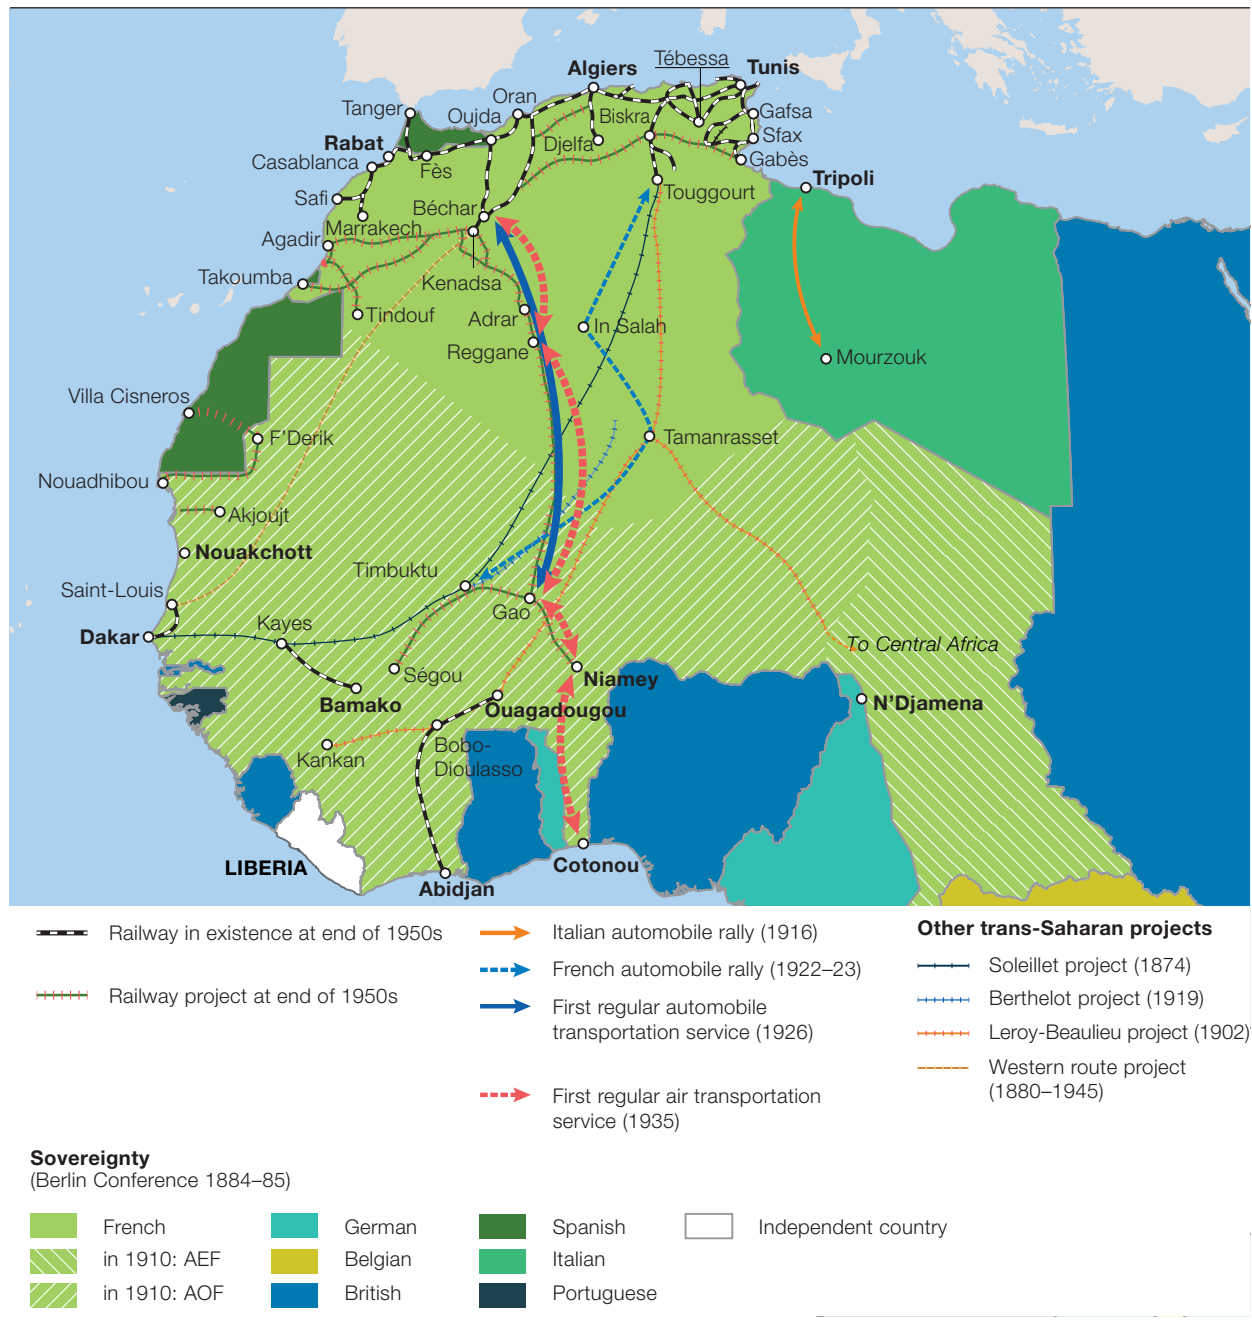 Tébessa
Algiers
Tunis
Oran
Tanger
Oujda
Biskra
Gafsa
Rabat
Djelfa
Sfax
Casablanca
Fès
Gabès
Tripoli
Safi
Touggourt
Béchar
Marrakech
Agadir
Takoumba
Kenadsa
Tindouf
Adrar
In Salah
Reggane
Mourzouk
Villa Cisneros
F'Derik
Tamanrasset
Nouadhibou
Akjoujt
Nouakchott
Timbuktu
Saint-Louis
Gao
Kayes
Dakar
To Central Africa
Ségou
Niamey
Bamako
Ouagadougou
N'Djamena
Kankan
Bobo-
Dioulasso
LIBERIA
Cotonou
Abidjan
Railway in existence at end of 1950s
Railway project at end of 1950s
Italian automobile rally (1916)
French automobile rally (1922–23)
First regular automobile
transportation service (1926)
First regular air transportation
service (1935)
Other trans-Saharan projects
Soleillet project (1874)
Berthelot project (1919)
Leroy-Beaulieu project (1902)
Western route project
(1880–1945)
Sovereignty
(Berlin Conference 1884–85)
French
in 1910: AEF
in 1910: AOF
German
Belgian
British
Spanish
Italian
Portuguese
Independent country